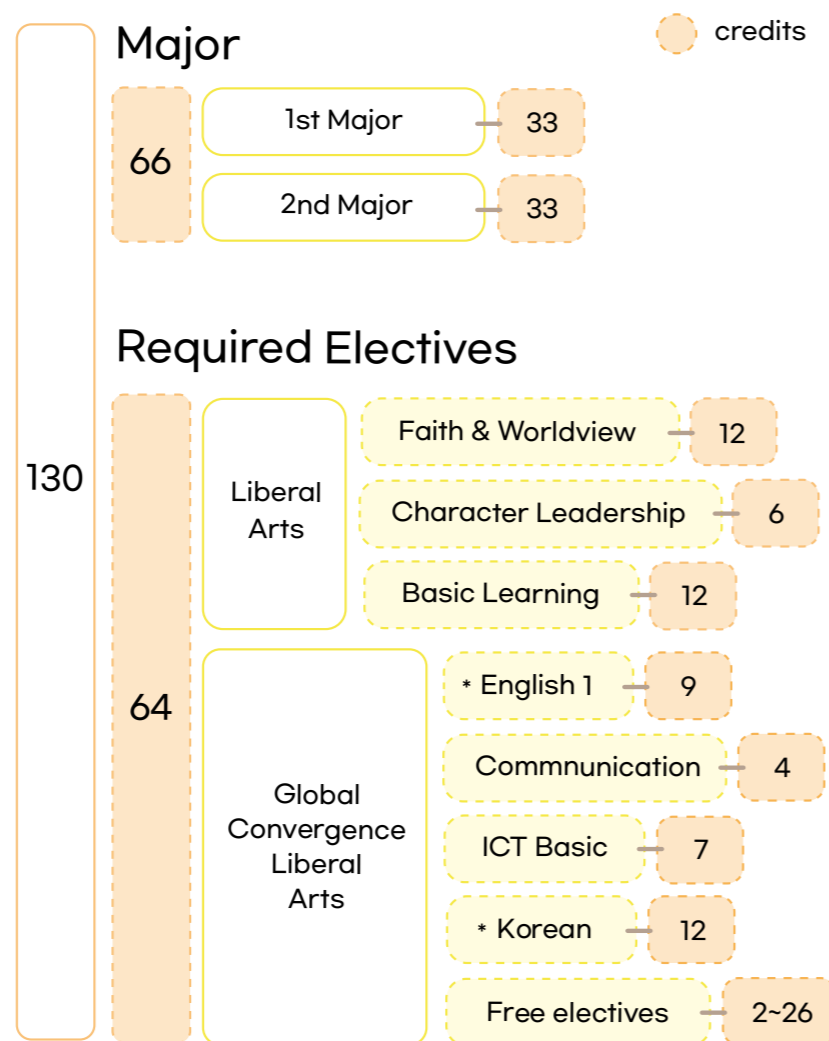 Major
credits
66
1st Major
33
2nd Major
33
Required Electives
130
64
Liberal
Arts
Faith & Worldview
12
Character Leadership
6
Basic Learning
12
Global
Convergence
Liberal
Arts
* English 1
9
Commnunication
4
ICT Basic
7
* Korean
12
Free electives
2~26